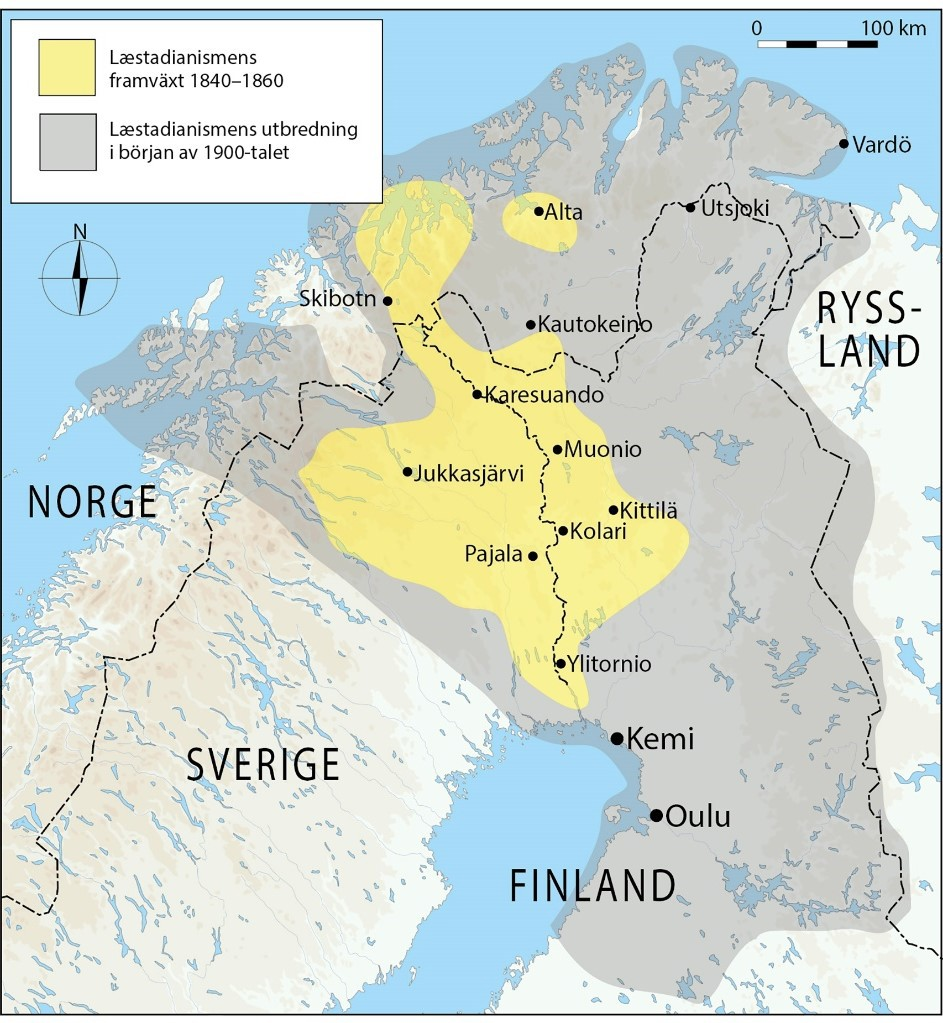 Læstadianismens
framväxt 1840–1860
Læstadianismens utbredning
i början av 1900-talet
0 100 km
N
Vardö
Alta
Utsjoki
Skibotn
Kautokeino
RYSS-
LAND
Karesuando
Muonio
Jukkasjärvi
NORGE
Kittilä
Kolari
Pajala
Ylitornio
Kemi
SVERIGE
Oulu
FINLAND